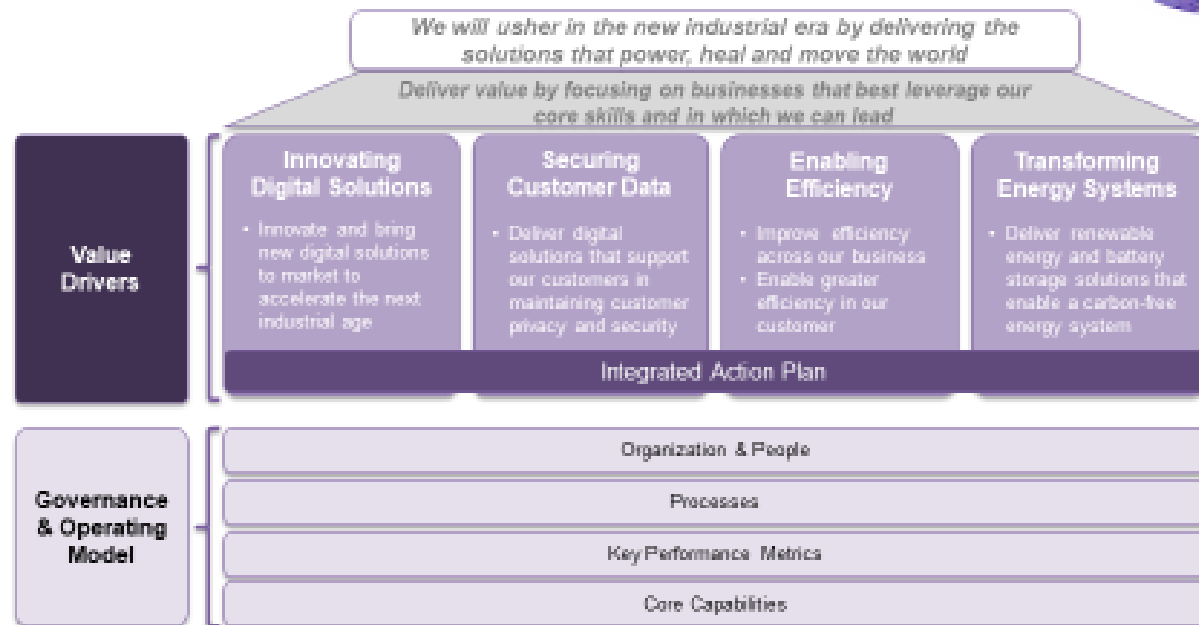 We will usher in the new industrial era by delivering the
solutions that power, heal and move the world
Deliver value by focusing on businesses that best leverage our
core skills and in which we can lead
Value
Drivers
Innovating
Digital Solutions
• Innovate and bring
new digital solutions
to market to
accelerate the next
industrial age
Securing
Customer Data
• Deliver digital
solutions that support
our customers in
maintaining customer
privacy and security
Enabling
Efficiency
• Improve efficiency
across our business
• Enable greater
efficiency in our
customer
Transforming
Energy Systems
• Deliver renewable
energy and battery
storage solutions that
enable a carbon-free
energy system
Integrated Action Plan
Governance
& Operating
Model
Organization & People
Processes
Key Performance Metrics
Core Capabilities